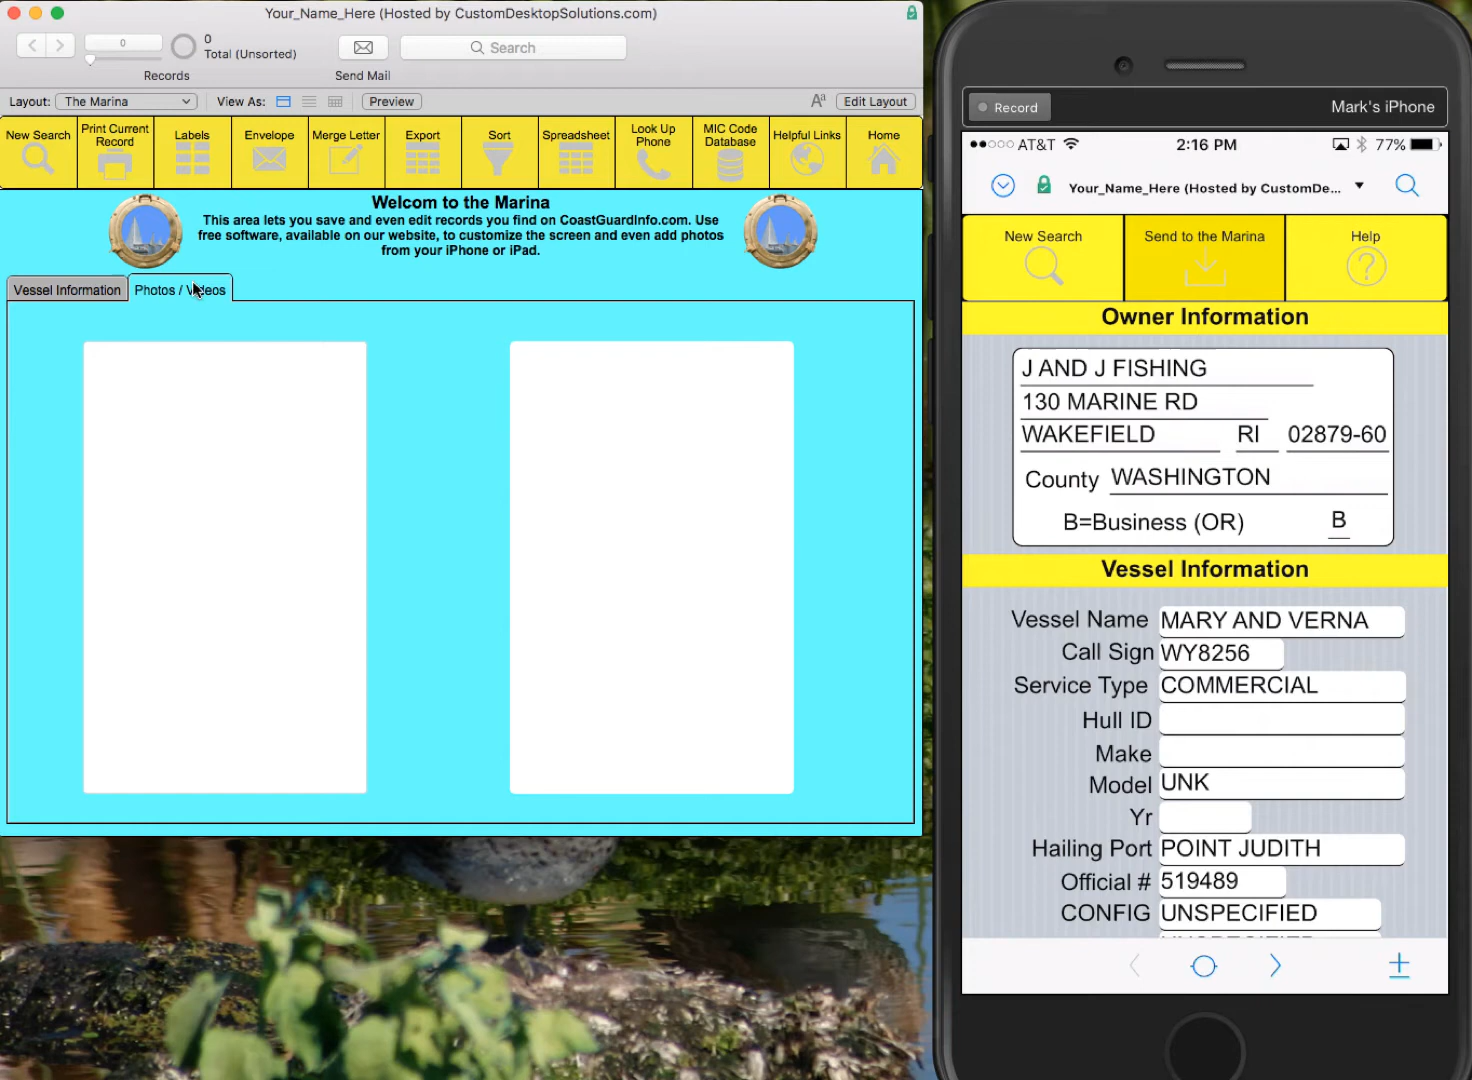 Your_Name_Here (Hosted by CustomDesktopSolutions.com)
0
0
Total (Unsorted)
Search
Records
Send Mail
Layout: The Marina
View As:
Preview
Aa
Edit Layout
New Search
Print Current Record
Labels
Envelope
Merge Letter
Export
Sort
Spreadsheet
Look Up Phone
MIC Code Database
Helpful Links
Home
Welcom to the Marina
This area lets you save and even edit records you find on CoastGuardInfo.com. Use
free software, available on our website, to customize the screen and even add photos
from your iPhone or iPad.
Vessel Information
Photos / Videos
Record
Mark's iPhone
AT&T
2:16 PM
77%
Your_Name_Here (Hosted by CustomDe...
New Search
Send to the Marina
Help
Owner Information
J AND J FISHING
130 MARINE RD
WAKEFIELD RI 02879-60
County WASHINGTON
B=Business (OR) B
Vessel Information
Vessel Name MARY AND VERNA
Call Sign WY8256
Service Type COMMERCIAL
Hull ID
Make
Model UNK
Yr
Hailing Port POINT JUDITH
Official # 519489
CONFIG UNSPECIFIED